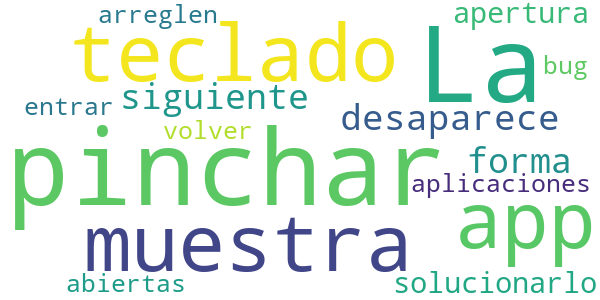 arreglen
apertura
teclado
La
bug
siguiente
entrar
desaparece
volver
pinchar
forma
aplicaciones
app
muestra
abiertas
solucionarlo